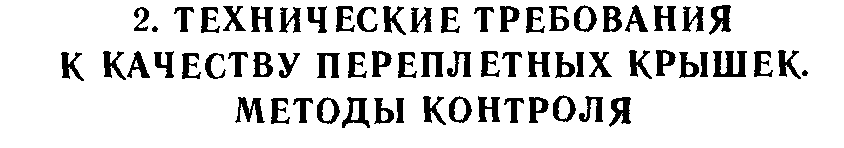 2. ТЕХНИЧЕСКИЕ ТРЕБОВАНИЯ
К КАЧЕСТВУ ПЕРЕПЛЕТНЫХ КРЫШЕК.
МЕТОДЫ КОНТРОЛЯ